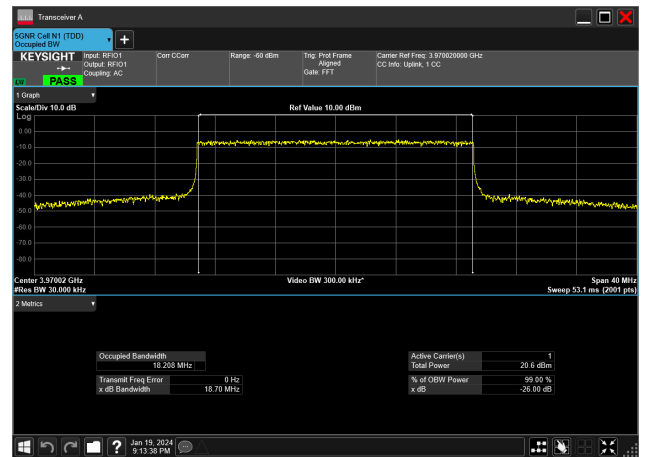 Transceiver A
5GNR Cell N1 (TDD)
Occupied BW
KEYSIGHT
LW PASS
Input: RFIO1
Output: RFIO1
Coupling: AC
Corr CCorr
Range: -60 dBm
Trig: Prot Frame
Aligned
Gate: FFT
Carrier Ref Freq: 3.970020000 GHz
CC Info: Uplink, 1 CC
1 Graph
Scale/Div 10.0 dB
Ref Value 10.00 dBm
Log
0.00
-10.0
-20.0
-30.0
-40.0
-50.0
-60.0
-70.0
-80.0
Center 3.97002 GHz
Video BW 300.00 kHz*
Span 40 MHz
#Res BW 30.000 kHz
Sweep 53.1 ms (2001 pts)
2 Metrics
Occupied Bandwidth
18.208 MHz
Active Carrier(s) 1
Total Power 20.6 dBm
Transmit Freq Error 0 Hz
x dB Bandwidth 18.70 MHz
% of OBW Power 99.00 %
x dB -26.00 dB
Jan 19, 2024
9:13:38 PM